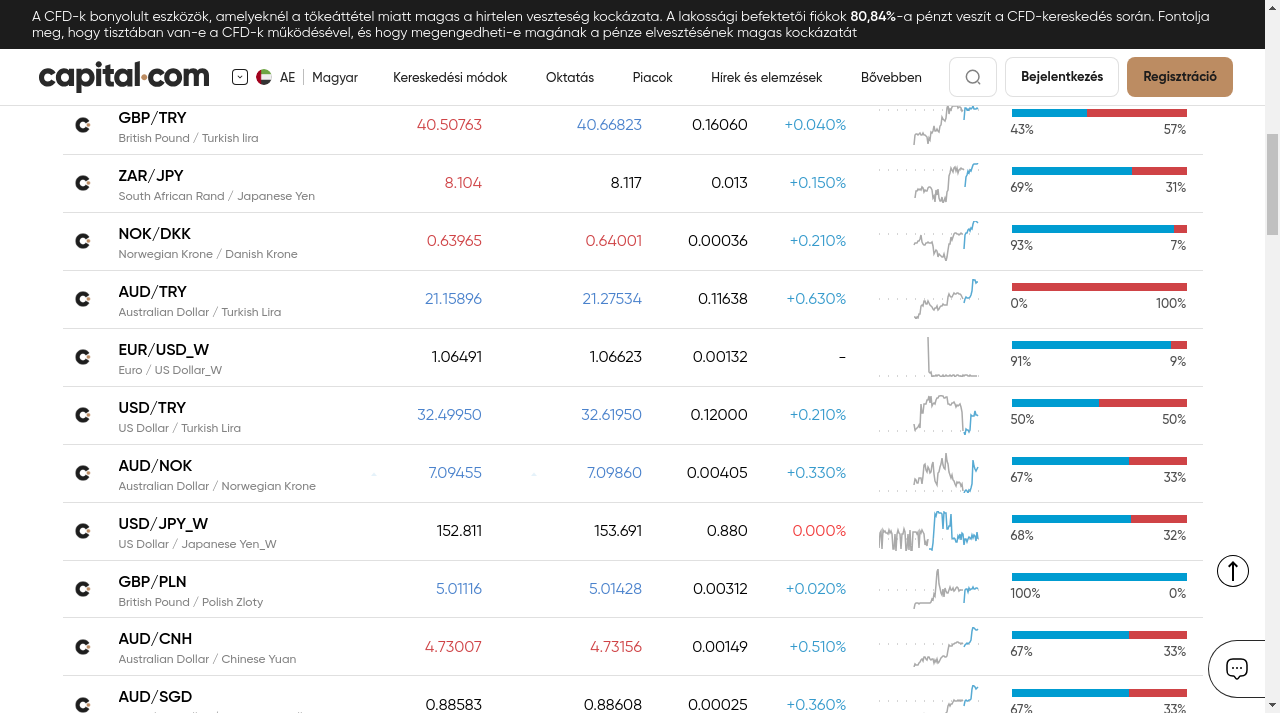 A CFD-k bonyolult eszközök, amelyeknél a tőkeáttétel miatt magas a hirtelen veszteség kockázata. A lakossági befektetői fiókok 80,84%-a pénzt veszít a CFD-kereskedés során. Fontolja
meg, hogy tisztában van-e a CFD-k működésével, és hogy megengedheti-e magának a pénze elvesztésének magas kockázatát
capital.com AE Magyar Kereskedési módok Oktatás Piacok Hírek és elemzések Bővebben Bejelentkezés Regisztráció
GBP/TRY 40.50763 40.66823 0.16060 +0.040%
British Pound / Turkish lira 43% 57%
ZAR/JPY 8.104 8.117 0.013 +0.150%
South African Rand / Japanese Yen 69% 31%
NOK/DKK 0.63965 0.64001 0.00036 +0.210%
Norwegian Krone / Danish Krone 93% 7%
AUD/TRY 21.15896 21.27534 0.11638 +0.630%
Australian Dollar / Turkish Lira 0% 100%
EUR/USD_W 1.06491 1.06623 0.00132 -
Euro / US Dollar_W 91% 9%
USD/TRY 32.49950 32.61950 0.12000 +0.210%
US Dollar / Turkish Lira 50% 50%
AUD/NOK 7.09455 7.09860 0.00405 +0.330%
Australian Dollar / Norwegian Krone 67% 33%
USD/JPY_W 152.811 153.691 0.880 0.000%
US Dollar / Japanese Yen_W 68% 32%
GBP/PLN 5.01116 5.01428 0.00312 +0.020%
British Pound / Polish Zloty 100% 0%
AUD/CNH 4.73007 4.73156 0.00149 +0.510%
Australian Dollar / Chinese Yuan 67% 33%
AUD/SGD 0.88583 0.88608 0.00025 +0.360%
67% 33%